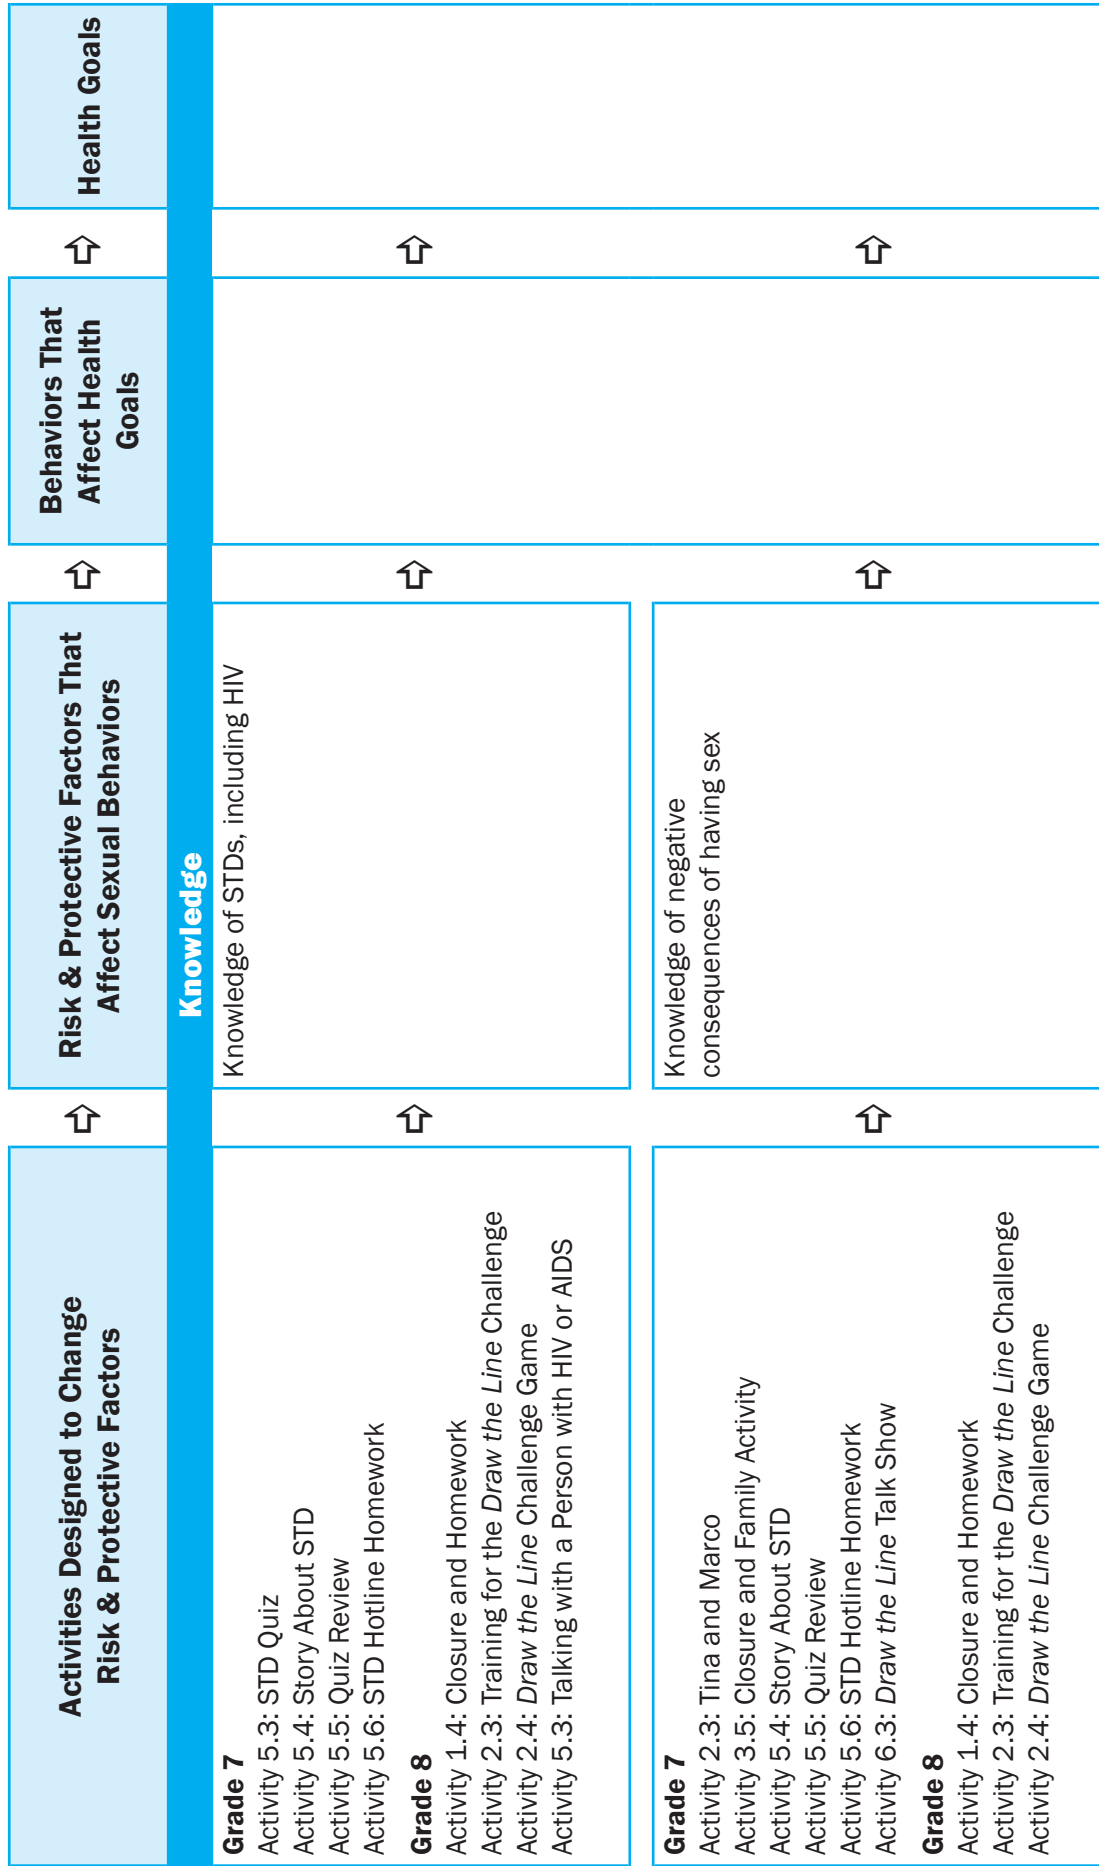 Activities Designed to Change
Risk & Protective Factors
⇨
Risk & Protective Factors That
Affect Sexual Behaviors
⇨
Behaviors That
Affect Health
Goals
⇨
Health Goals
Knowledge
Grade 7
Activity 5.3: STD Quiz
Activity 5.4: Story About STD
Activity 5.5: Quiz Review
Activity 5.6: STD Hotline Homework
Grade 8
Activity 1.4: Closure and Homework
Activity 2.3: Training for the Draw the Line Challenge
Activity 2.4: Draw the Line Challenge Game
Activity 5.3: Talking with a Person with HIV or AIDS
⇨
Knowledge of STDs, including HIV
⇨
⇨
Grade 7
Activity 2.3: Tina and Marco
Activity 3.5: Closure and Family Activity
Activity 5.4: Story About STD
Activity 5.5: Quiz Review
Activity 5.6: STD Hotline Homework
Activity 6.3: Draw the Line Talk Show
Grade 8
Activity 1.4: Closure and Homework
Activity 2.3: Training for the Draw the Line Challenge
Activity 2.4: Draw the Line Challenge Game
⇨
Knowledge of negative
consequences of having sex
⇨
⇨